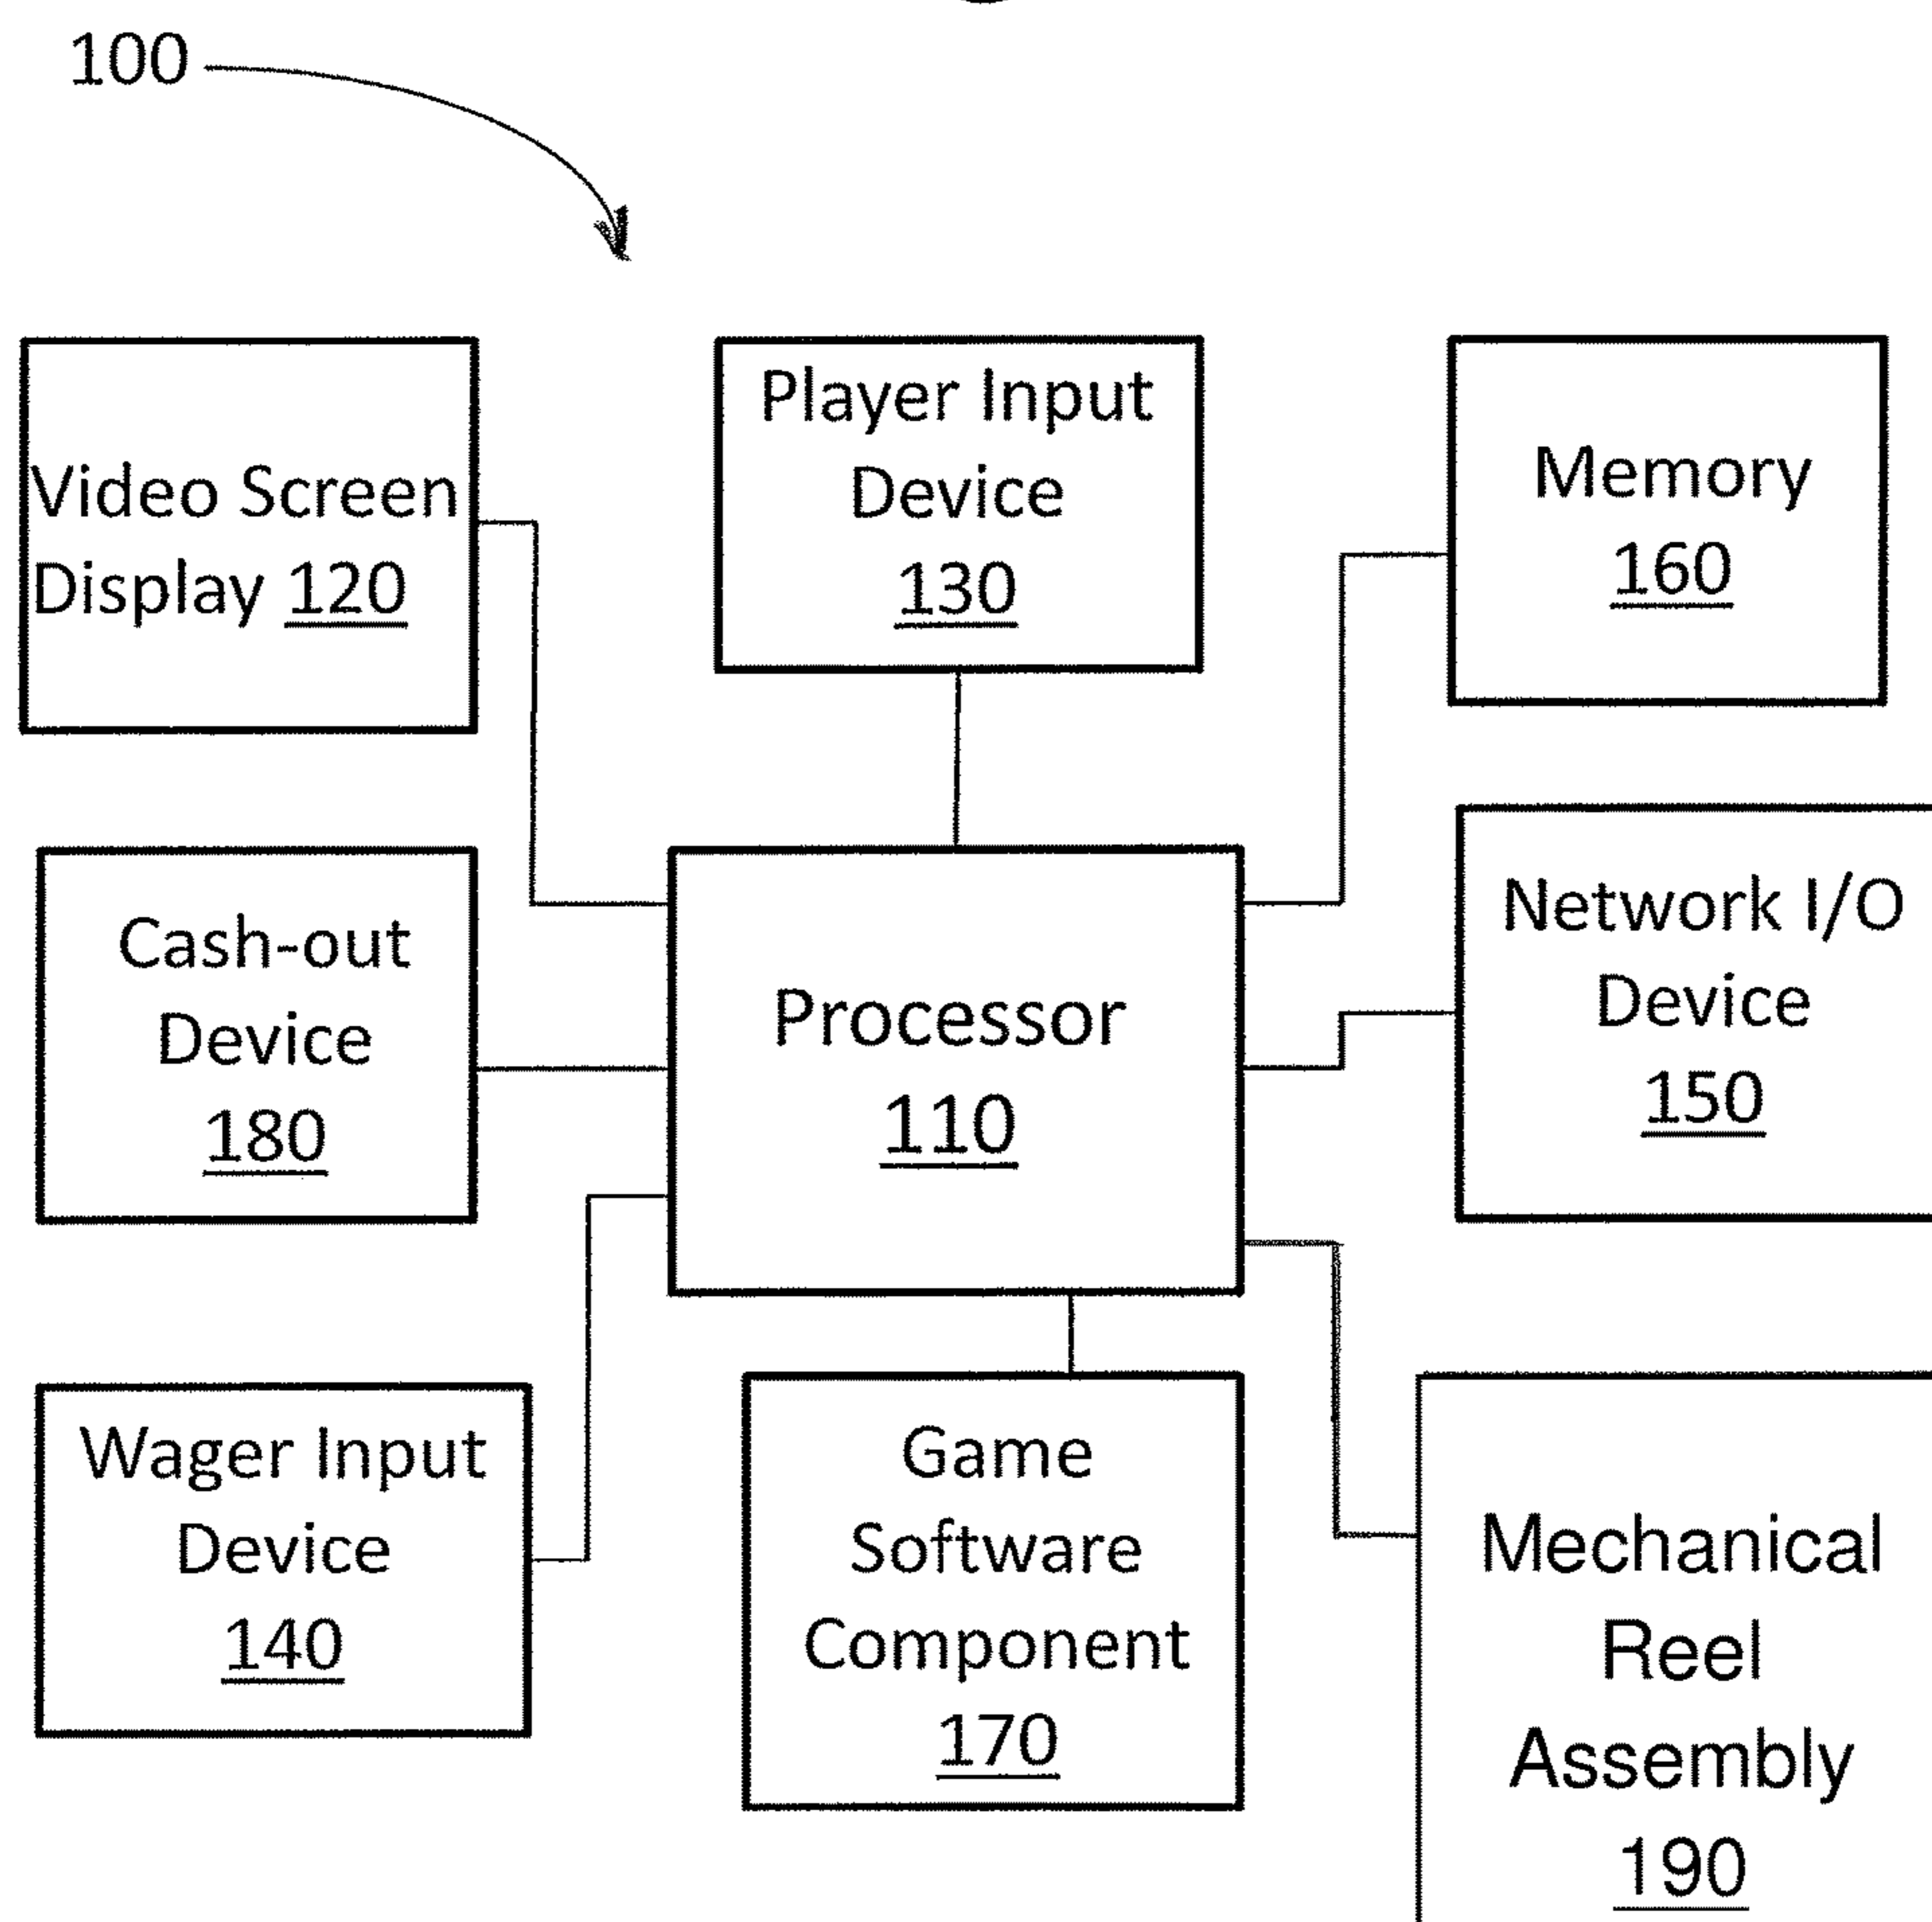 100
Video Screen
Display 120
Player Input
Device
130
Memory
160
Cash-out
Device
180
Processor
110
Network I/O
Device
150
Wager Input
Device
140
Game
Software
Component
170
Mechanical
Reel
Assembly
190